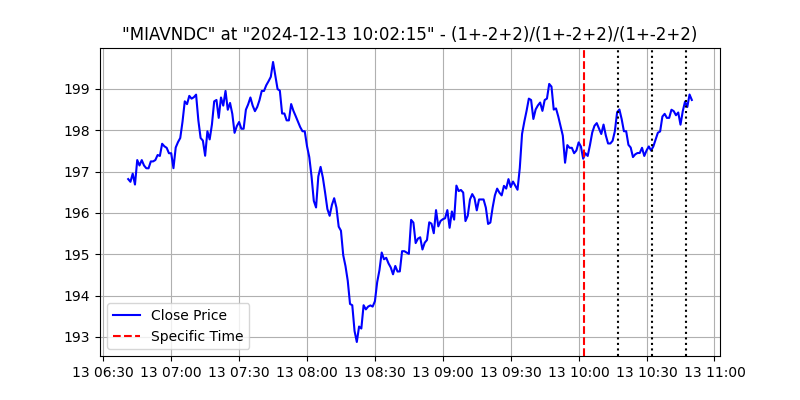 "MIAVNDC" at "2024-12-13 10:02:15" - (1+-2+2)/(1+-2+2)/(1+-2+2)
199
198
197
196
195
194
193
Close Price
Specific Time
13 06:30 13 07:00 13 07:30 13 08:00 13 08:30 13 09:00 13 09:30 13 10:00 13 10:30 13 11:00